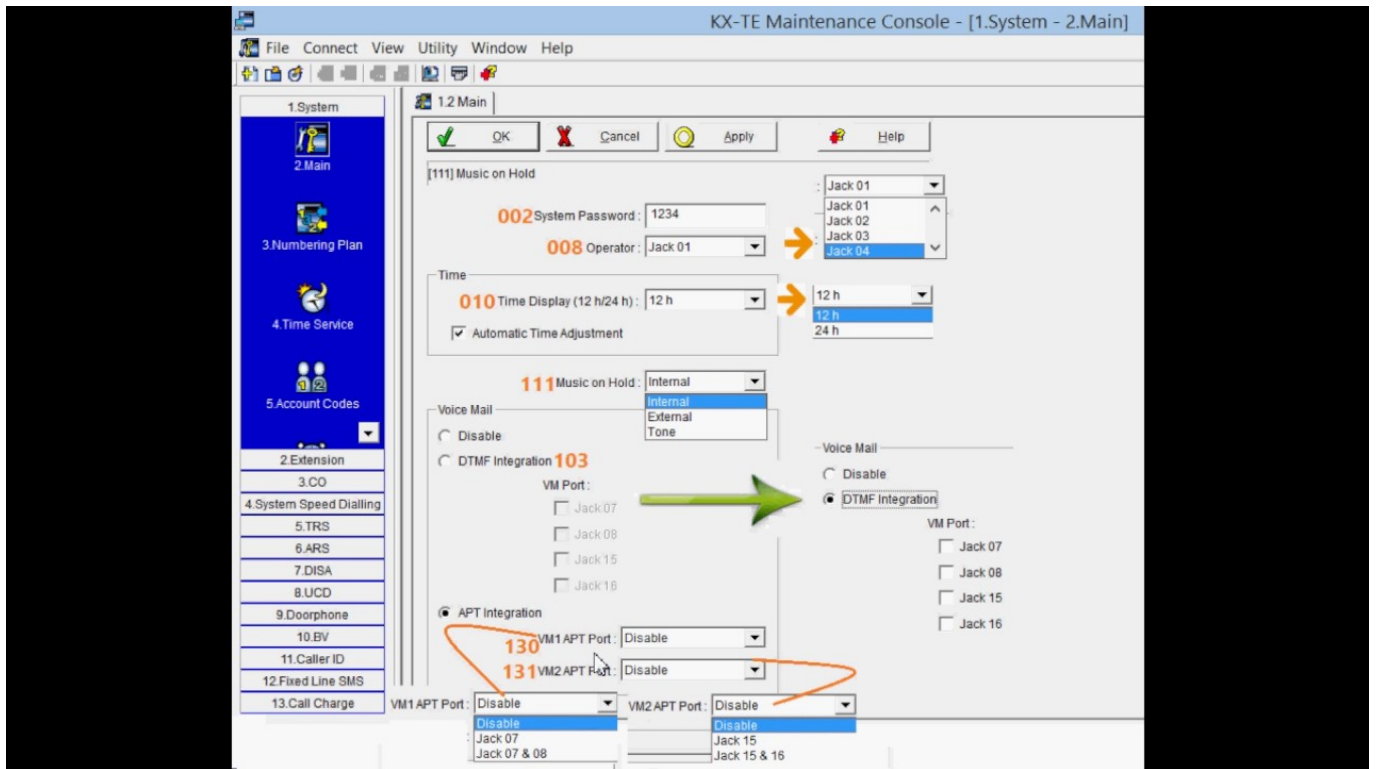 KX-TE Maintenance Console - [1.System - 2.Main]
File Connect View Utility Window Help
1.System
2.Main
3.Numbering Plan
4.Time Service
5.Account Codes
2.Extension
3.CO
4.System Speed Dialling
5.TRS
6.ARS
7.DISA
8.UCD
9.Doorphone
10.BV
11.Caller ID
12.Fixed Line SMS
13.Call Charge
1.2 Main
OK Cancel Apply Help
[111] Music on Hold
002 System Password : 1234
008 Operator : Jack 01
: Jack 01
Jack 01
Jack 02
: Jack 03
Jack 04
Time
010 Time Display (12 h/24 h) : 12 h
Automatic Time Adjustment
12 h
12 h
24 h
111 Music on Hold : Internal
Internal
External
Tone
Voice Mail
Disable
DTMF Integration 103
VM Port :
Jack 07
Jack 08
Jack 15
Jack 16
APT Integration
130 VM1 APT Port : Disable
131 VM2 APT Port : Disable
Voice Mail
Disable
DTMF Integration
VM Port :
Jack 07
Jack 08
Jack 15
Jack 16
VM1 APT Port : Disable
Disable
: Jack 07
Jack 07 & 08
VM2 APT Port : Disable
Disable
Jack 15
Jack 15 & 16